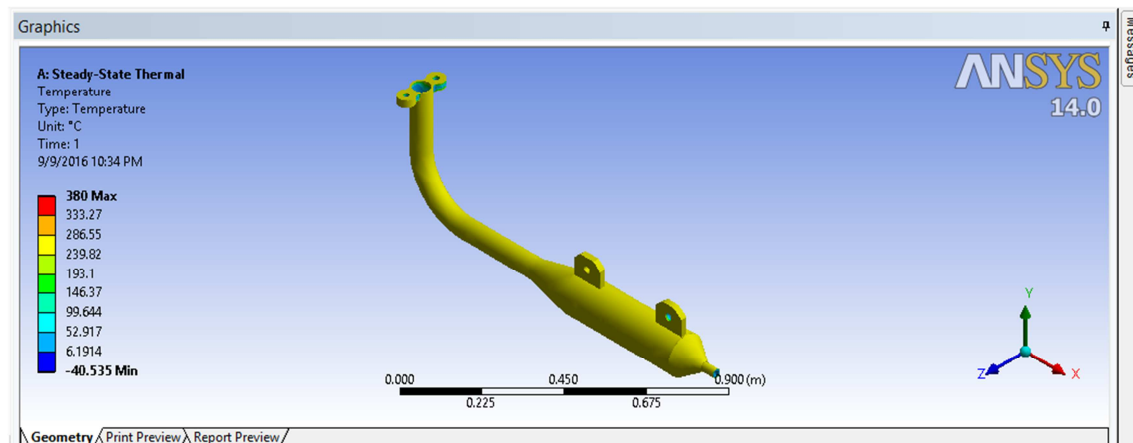 Graphics
Messages
A: Steady-State Thermal
Temperature
Type: Temperature
Unit: °C
Time: 1
9/9/2016 10:34 PM
ANSYS
14.0
380 Max
333.27
286.55
239.82
193.1
146.37
99.644
52.917
6.1914
-40.535 Min
0.000 0.450 0.900 (m)
0.225 0.675
Y
Z X
Geometry Print Preview Report Preview